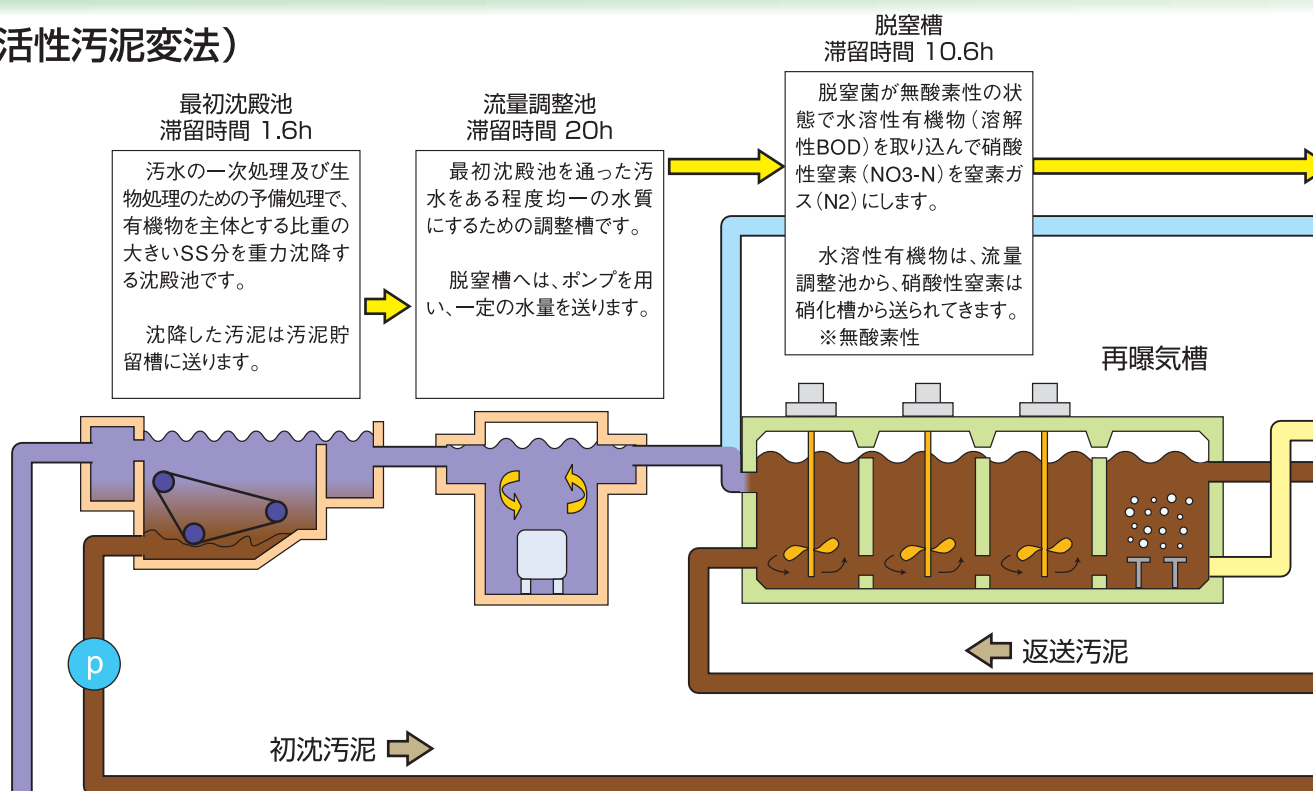 活性汚泥変法）
最初沈殿池
滞留時間 1.6h
汚水の一次処理及び生
物処理のための予備処理で、
有機物を主体とする比重の
大きいSS分を重力沈降す
る沈殿池です。
沈降した汚泥は汚泥貯
留槽に送ります。
流量調整池
滞留時間 20h
最初沈殿池を通った汚
水をある程度均一の水質
にするための調整槽です。
脱窒槽へは、ポンプを用
い、一定の水量を送ります。
脱窒槽
滞留時間 10.6h
脱窒菌が無酸素性の状
態で水溶性有機物（溶解
性BOD）を取り込んで硝酸
性窒素（NO3-N）を窒素ガ
ス（N2）にします。
水溶性有機物は、流量
調整池から、硝酸性窒素は
硝化槽から送られてきます。
※無酸素性
再曝気槽
p
返送汚泥
初沈汚泥